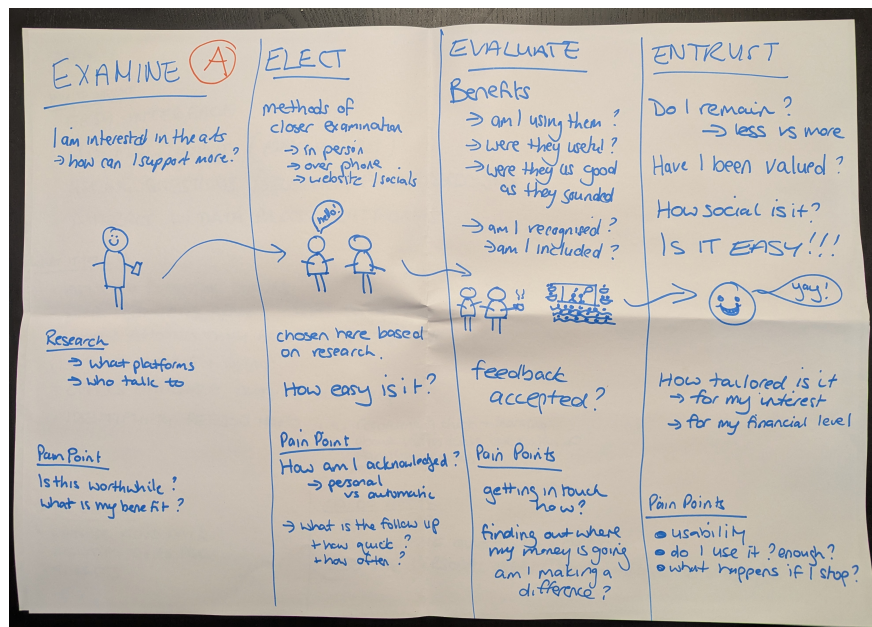 EXAMINE
A
I am interested in the arts
→ how can I support more?
Research
→ what platforms
→ who talk to
Pain Point
Is this worthwhile?
What is my benefit?
ELECT
methods of
closer examination
→ in person
→ over phone
→ website / socials
hello!
chosen here based
on research.
How easy is it?
Pain Point
How am I acknowledged?
→ personal
vs automatic
→ what is the follow up
+ how quick?
+ how often?
EVALUATE
Benefits
→ am I using them?
→ were they useful?
→ were they as good
as they sounded
→ am I recognised?
→ am I included?
feedback
accepted?
Pain Points
getting in touch
how?
finding out where
my money is going
am I making a
difference?
ENTRUST
Do I remain?
→ less vs more
Have I been valued?
How social is it?
IS IT EASY!!!
yay!
How tailored is it
→ for my interest
→ for my financial level
Pain Points
• usability
• do I use it? enough?
• what happens if I stop?